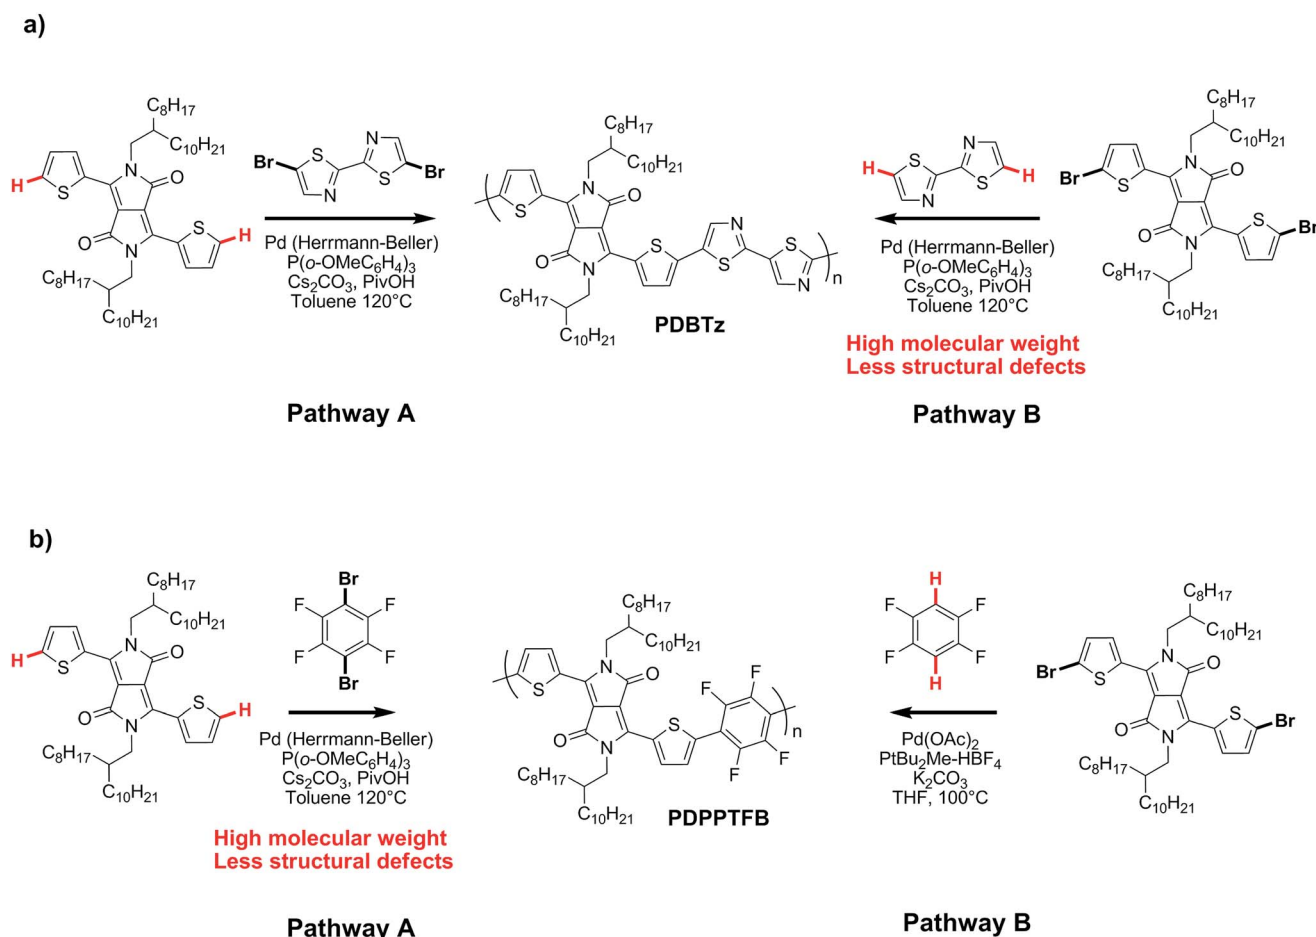 a)
C8H17
C10H21
H
S
N
O
O
N
S
H
C8H17
C10H21
Br
S
N
N
S
Br
Pd (Herrmann-Beller)
P(o-OMeC6H4)3
Cs2CO3, PivOH
Toluene 120°C
C8H17
C10H21
S
N
O
O
N
S
N
S
S
N
n
C8H17
C10H21
PDBTz
H
S
N
N
S
H
Pd (Herrmann-Beller)
P(o-OMeC6H4)3
Cs2CO3, PivOH
Toluene 120°C
High molecular weight
Less structural defects
C8H17
C10H21
Br
S
N
O
O
N
S
Br
C8H17
C10H21
Pathway A
Pathway B
b)
C8H17
C10H21
H
S
N
O
O
N
S
H
C8H17
C10H21
Br
F
F
F
F
Br
Pd (Herrmann-Beller)
P(o-OMeC6H4)3
Cs2CO3, PivOH
Toluene 120°C
High molecular weight
Less structural defects
C8H17
C10H21
S
N
O
O
N
S
F
F
F
F
n
C8H17
C10H21
PDPPTFB
H
F
F
F
F
H
Pd(OAc)2
PtBu2Me-HBF4
K2CO3
THF, 100°C
C8H17
C10H21
Br
S
N
O
O
N
S
Br
C8H17
C10H21
Pathway A
Pathway B